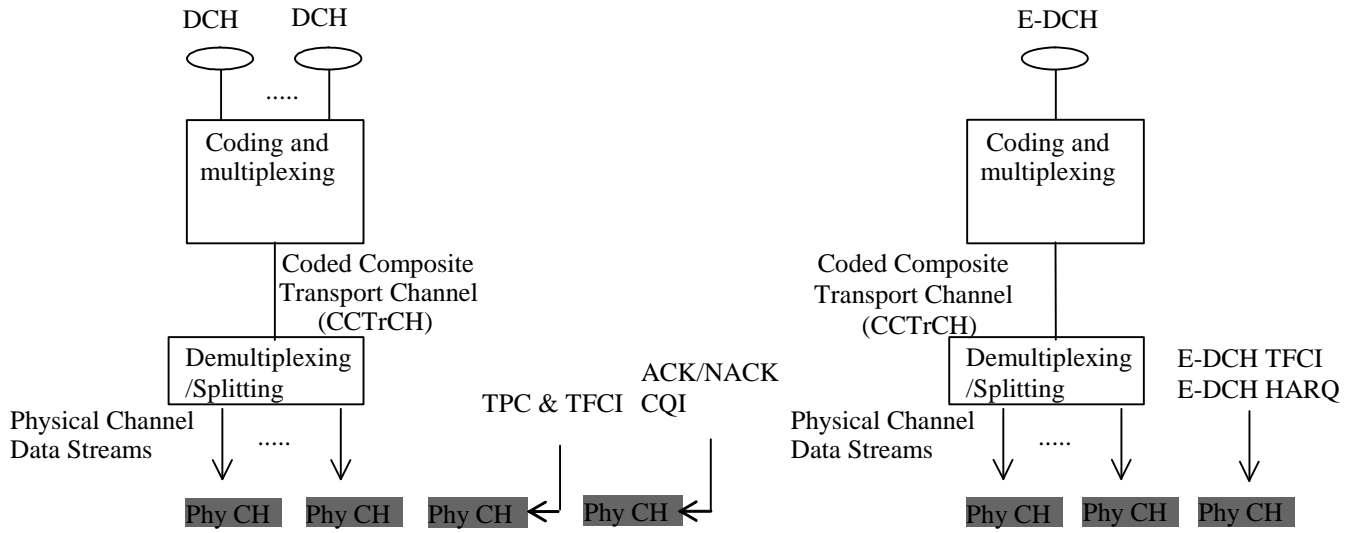 DCH
DCH
.....
Coding and
multiplexing
Coded Composite
Transport Channel
(CCTrCH)
Demultiplexing
/Splitting
Physical Channel
Data Streams
.....
TPC & TFCI
ACK/NACK
CQI
Phy CH
Phy CH
Phy CH
Phy CH
E-DCH
Coding and
multiplexing
Coded Composite
Transport Channel
(CCTrCH)
Demultiplexing
/Splitting
E-DCH TFCI
E-DCH HARQ
Physical Channel
Data Streams
.....
Phy CH
Phy CH
Phy CH